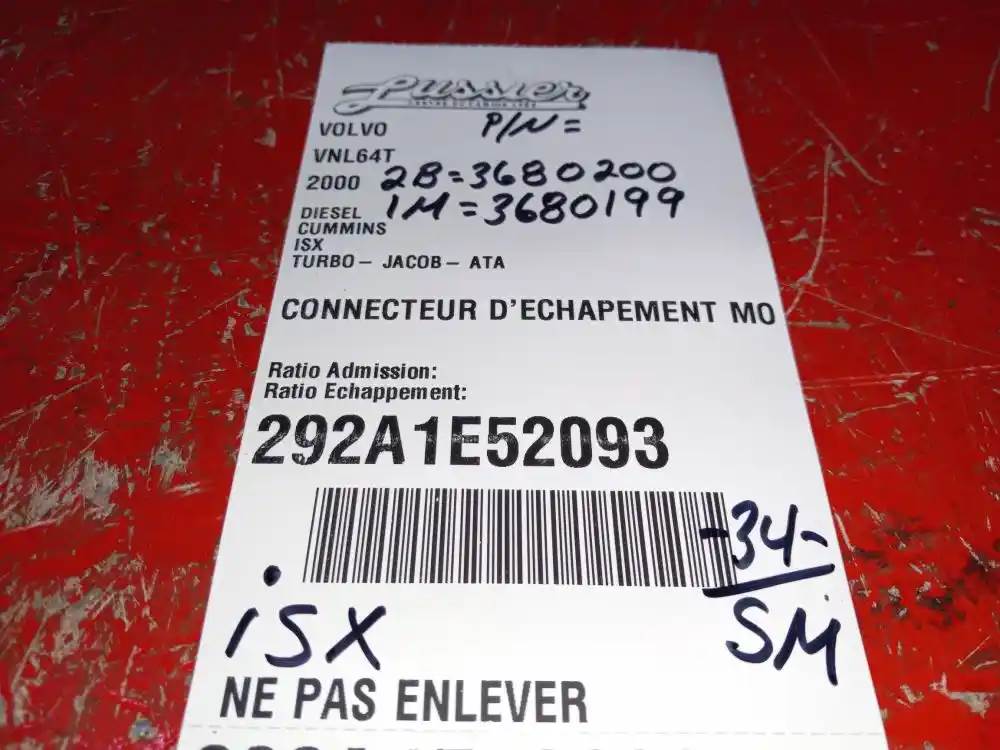 Lussier
VOLVO P/N=
VNL64T
2000 2B=3680200
DIESEL 1M=3680199
CUMMINS
ISX
TURBO - JACOB - ATA
CONNECTEUR D'ECHAPEMENT MO
Ratio Admission:
Ratio Echappement:
292A1E52093
-34-
SM
iSX
NE PAS ENLEVER